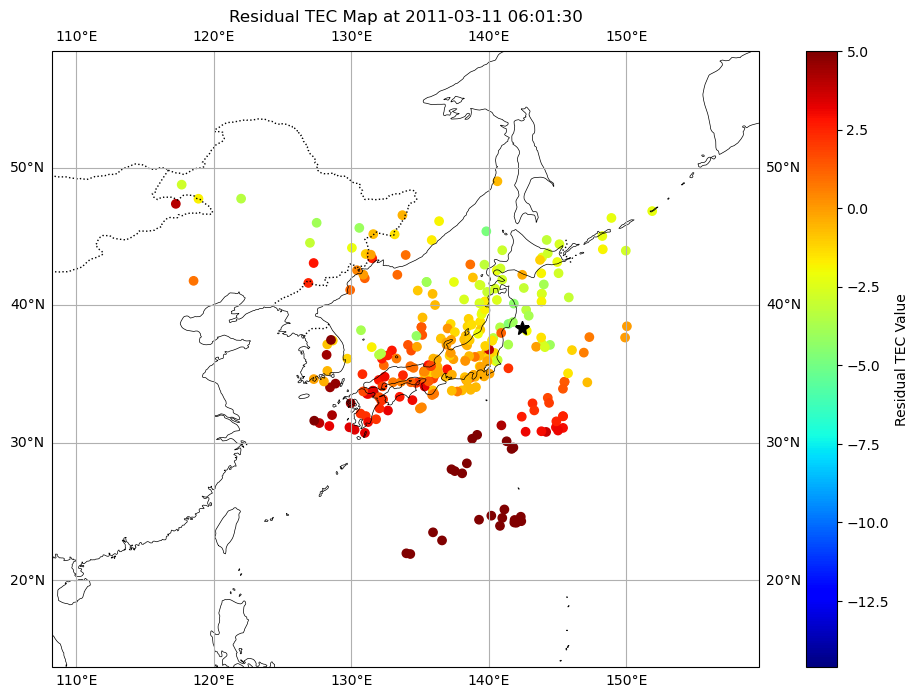 Residual TEC Map at 2011-03-11 06:01:30
110°E 120°E 130°E 140°E 150°E
50°N 50°N
40°N 40°N
30°N 30°N
20°N 20°N
110°E 120°E 130°E 140°E 150°E
5.0
2.5
0.0
−2.5
−5.0
−7.5
−10.0
−12.5
Residual TEC Value